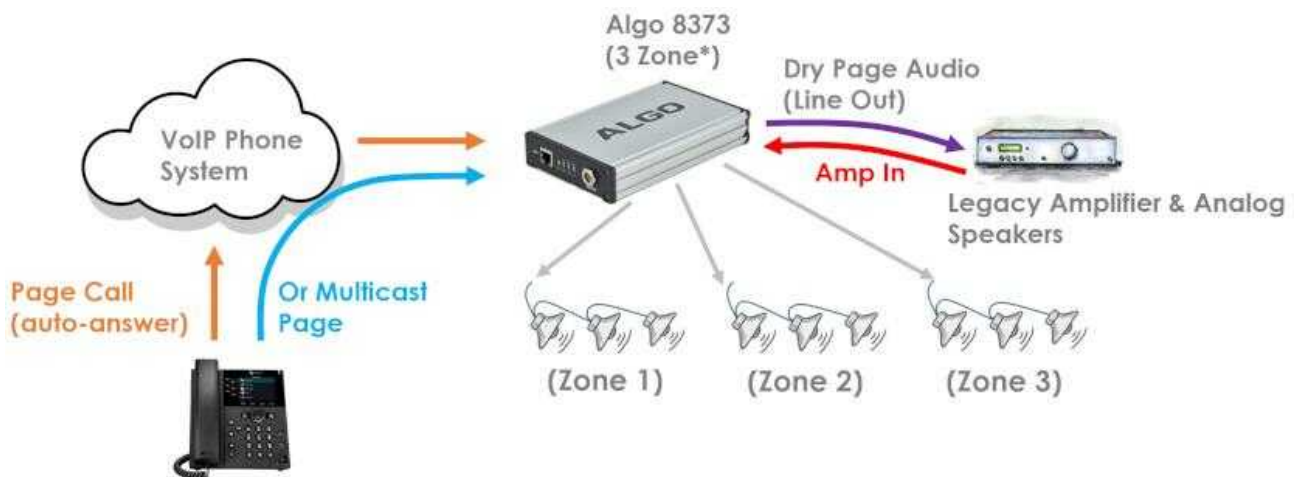 Algo 8373
(3 Zone*)
ALGO
VoIP Phone
System
Dry Page Audio
(Line Out)
Amp In
Legacy Amplifier & Analog
Speakers
Page Call
(auto-answer)
Or Multicast
Page
(Zone 1)
(Zone 2)
(Zone 3)